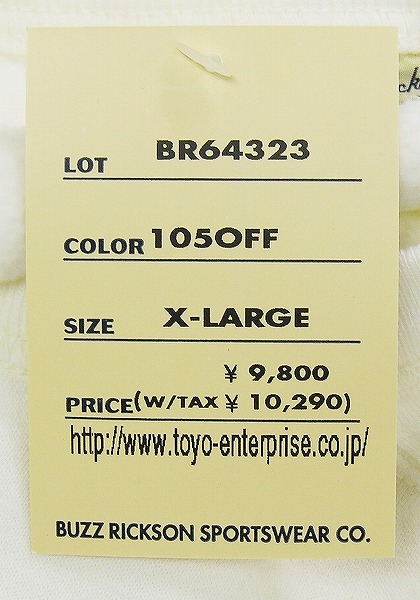 LOT BR64323
COLOR 105OFF
SIZE X-LARGE
¥ 9,800
PRICE(W/TAX ¥ 10,290)
http://www.toyo-enterprise.co.jp/
BUZZ RICKSON SPORTSWEAR CO.